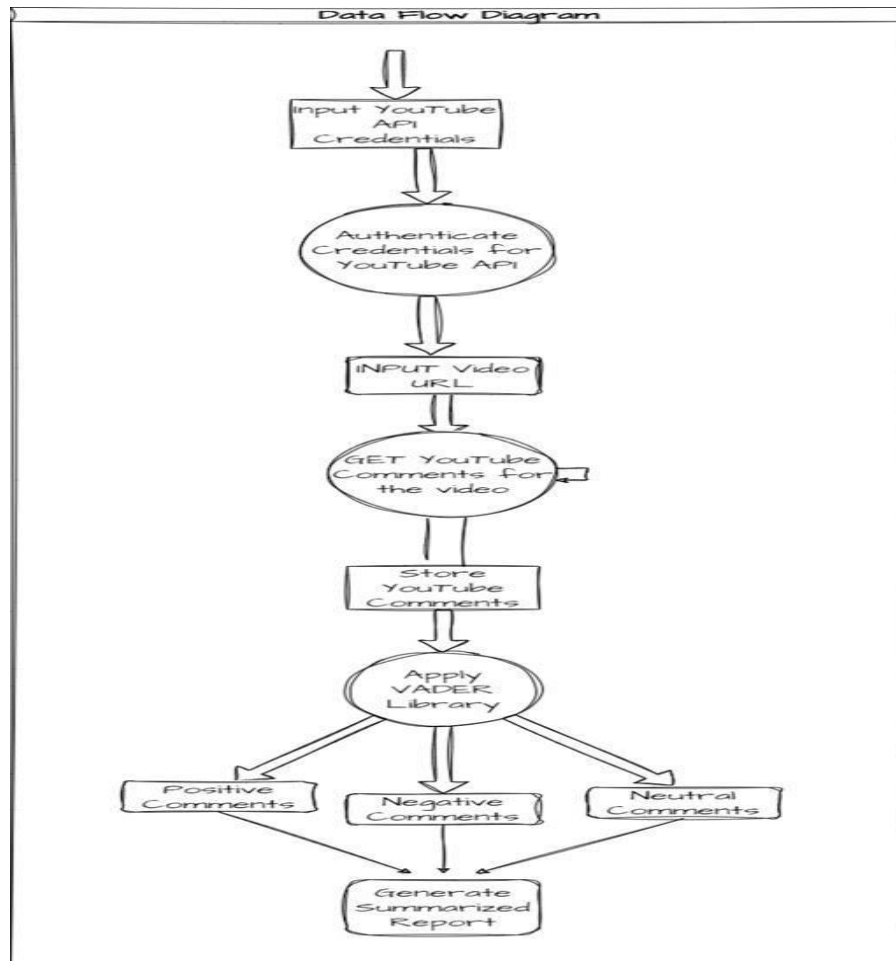 Data Flow Diagram
Input YouTube
API
Credentials
Authenticate
Credentials for
YouTube API
INPUT Video
URL
GET YouTube
Comments for
the video
Store
YouTube
Comments
Apply
VADER
Library
Positive
Comments
Negative
Comments
Neutral
Comments
Generate
Summarized
Report